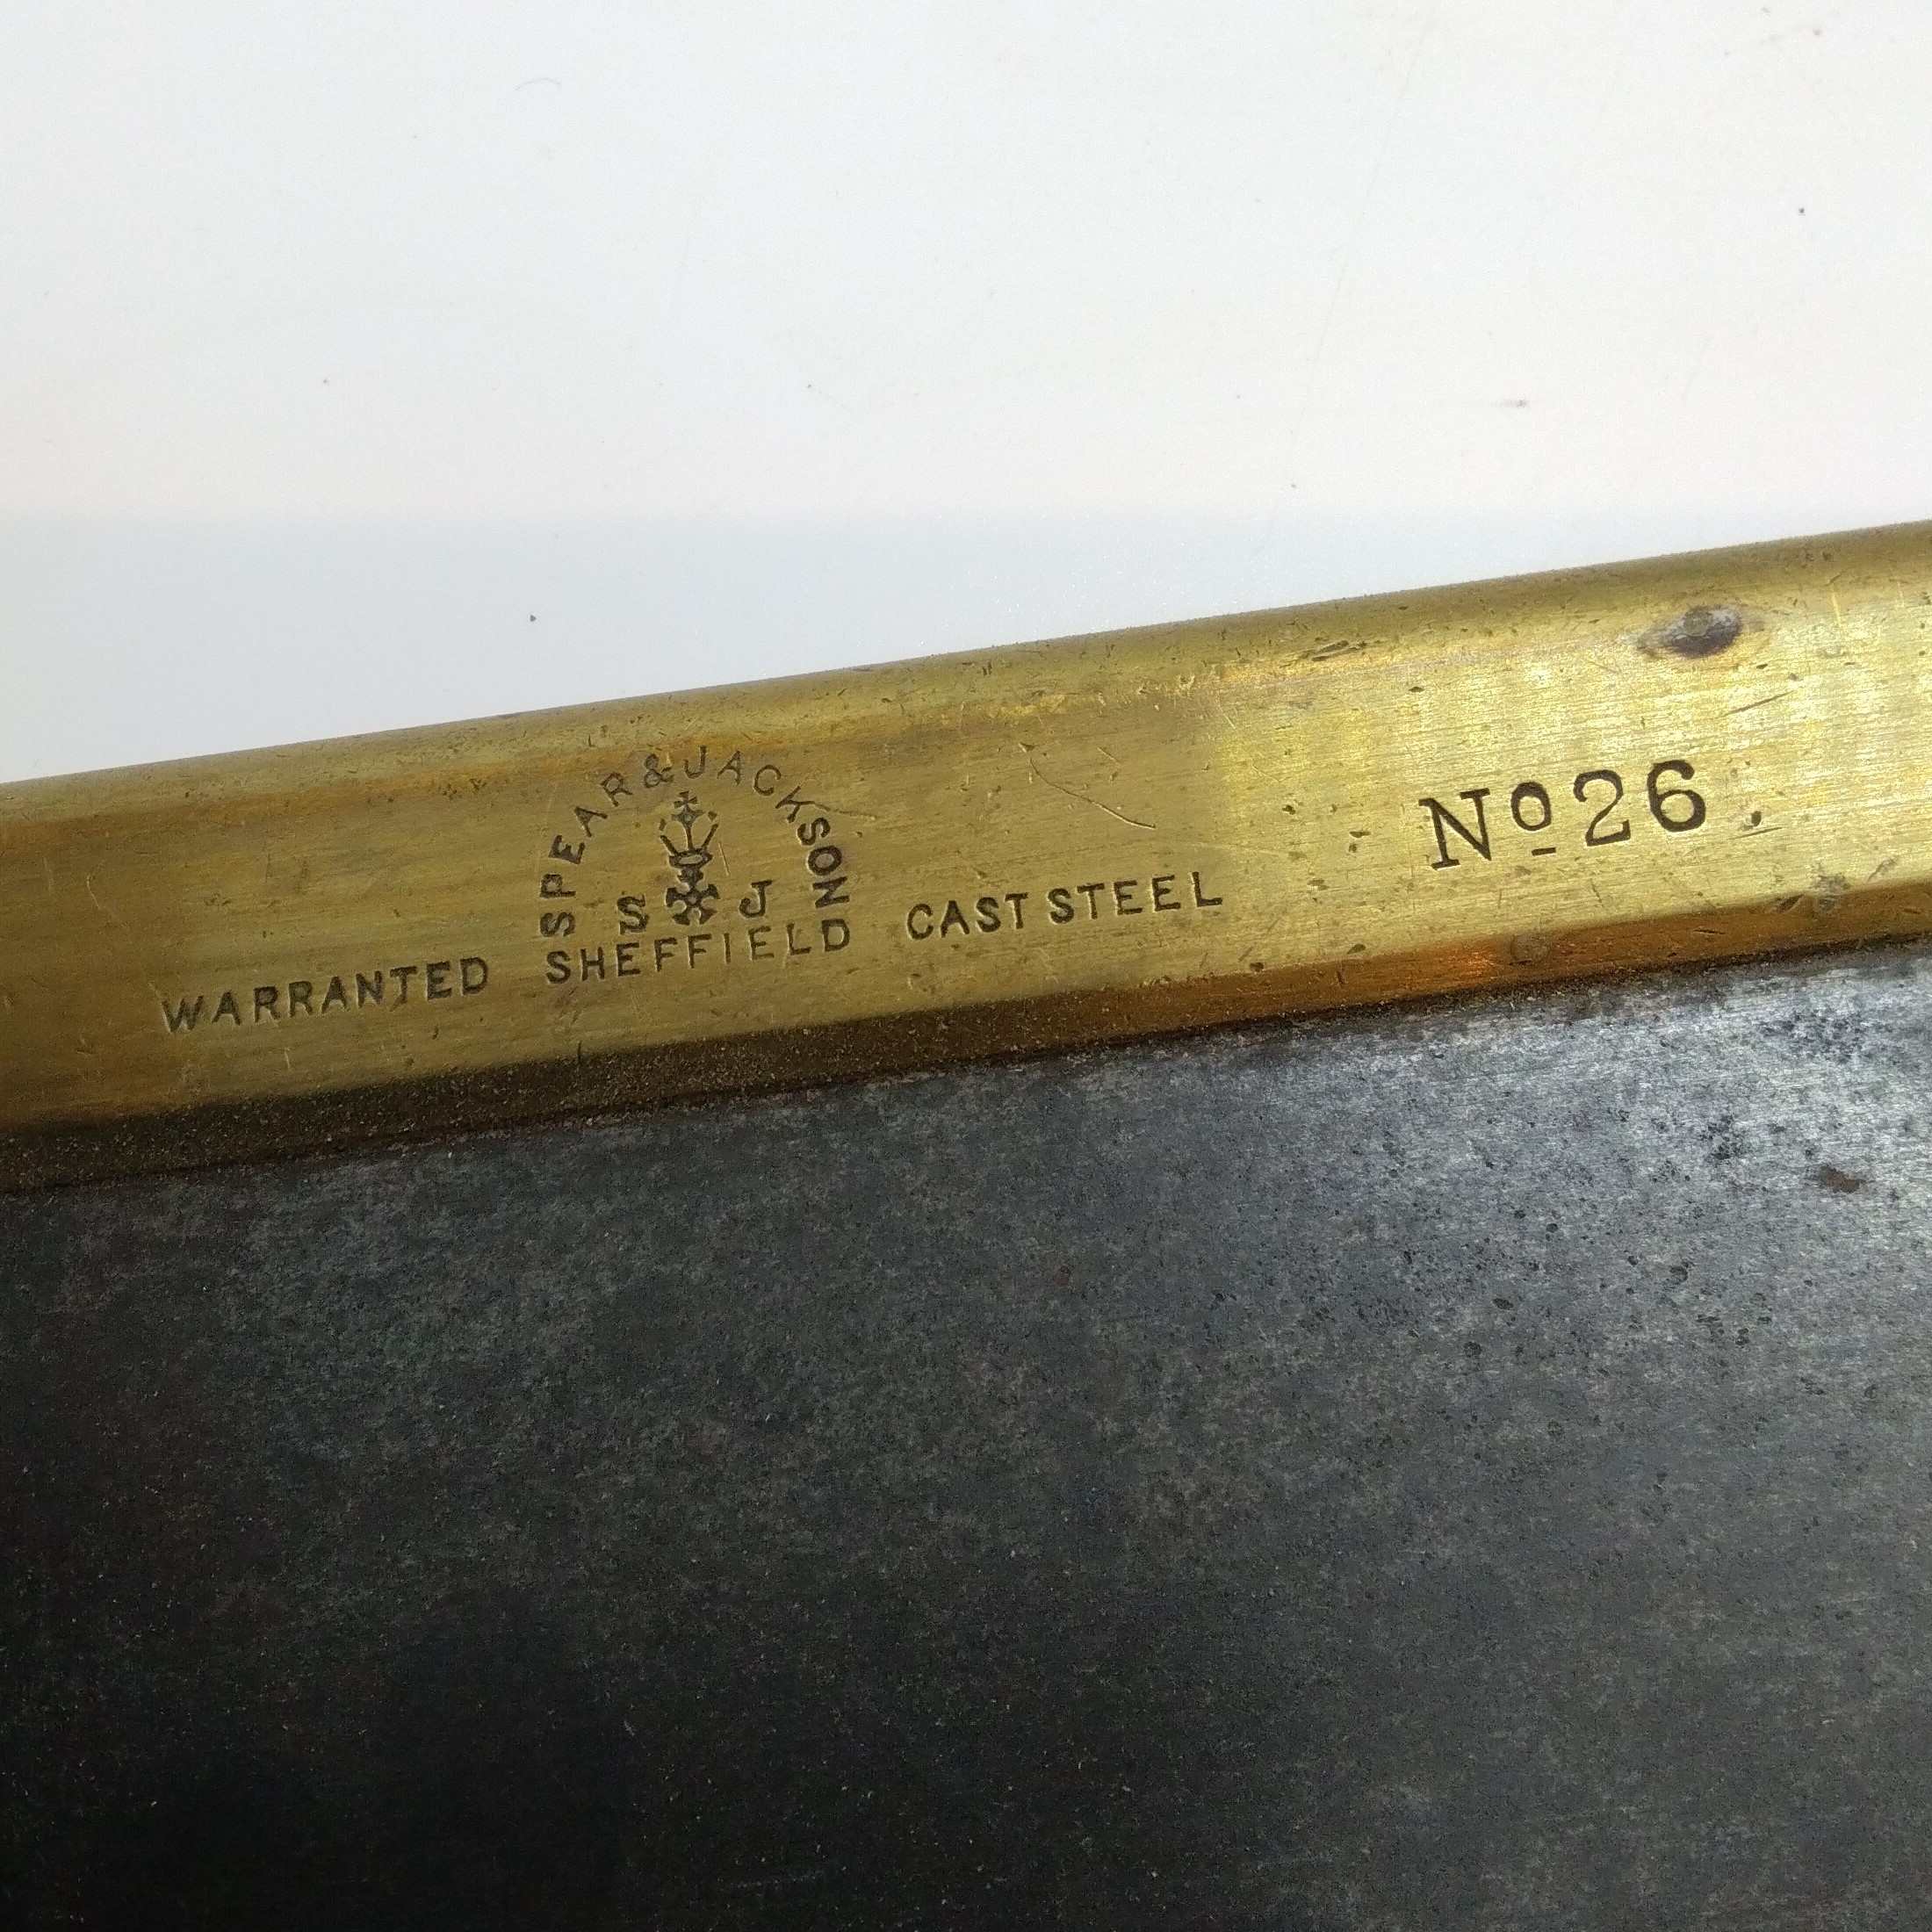 SPEAR & JACKSON
S J
WARRANTED SHEFFIELD CAST STEEL
Nº 26